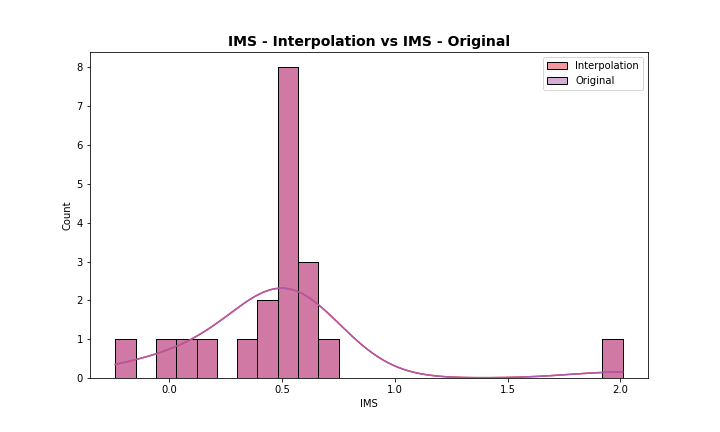 IMS - Interpolation vs IMS - Original
Interpolation
Original
Count
8
7
6
5
4
3
2
1
0
0.0 0.5 1.0 1.5 2.0
IMS